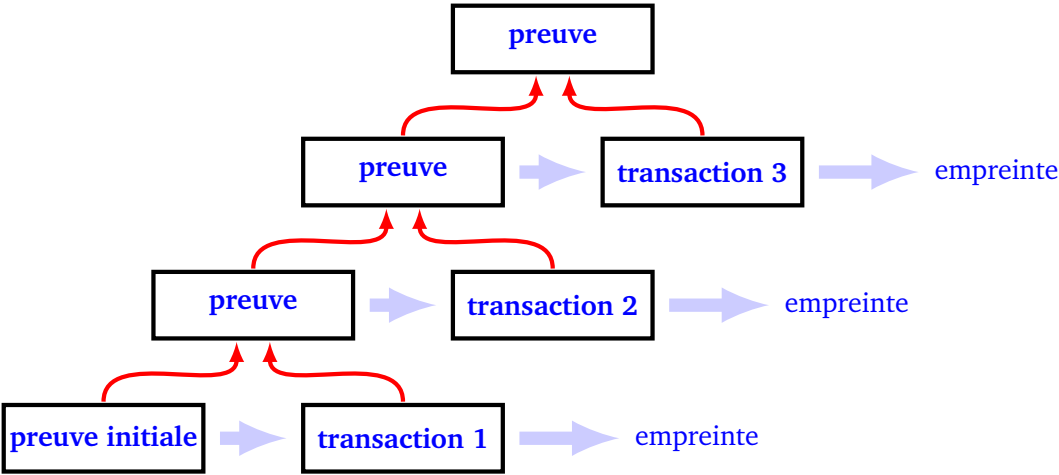 preuve
preuve
transaction 3
empreinte
preuve
transaction 2
empreinte
preuve initiale
transaction 1
empreinte